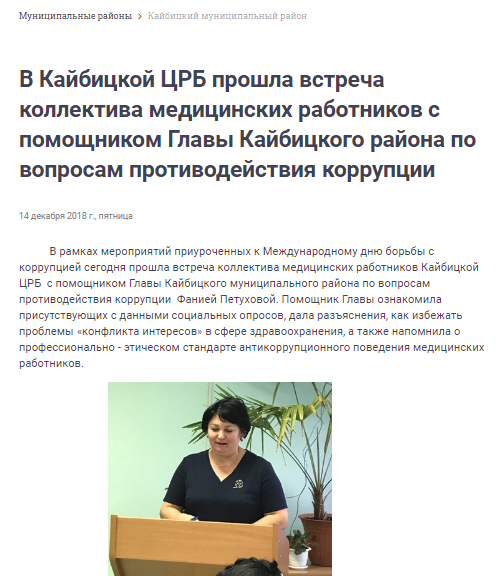 Муниципальные районы > Кайбицкий муниципальный район
В Кайбицкой ЦРБ прошла встреча
коллектива медицинских работников с
помощником Главы Кайбицкого района по
вопросам противодействия коррупции
14 декабря 2018 г., пятница
В рамках мероприятий приуроченных к Международному дню борьбы с
коррупцией сегодня прошла встреча коллектива медицинских работников Кайбицкой
ЦРБ с помощником Главы Кайбицкого муниципального района по вопросам
противодействия коррупции Фанией Петуховой. Помощник Главы ознакомила
присутствующих с данными социальных опросов, дала разъяснения, как избежать
проблемы «конфликта интересов» в сфере здравоохранения, а также напомнила о
профессионально - этическом стандарте антикоррупционного поведения медицинских
работников.